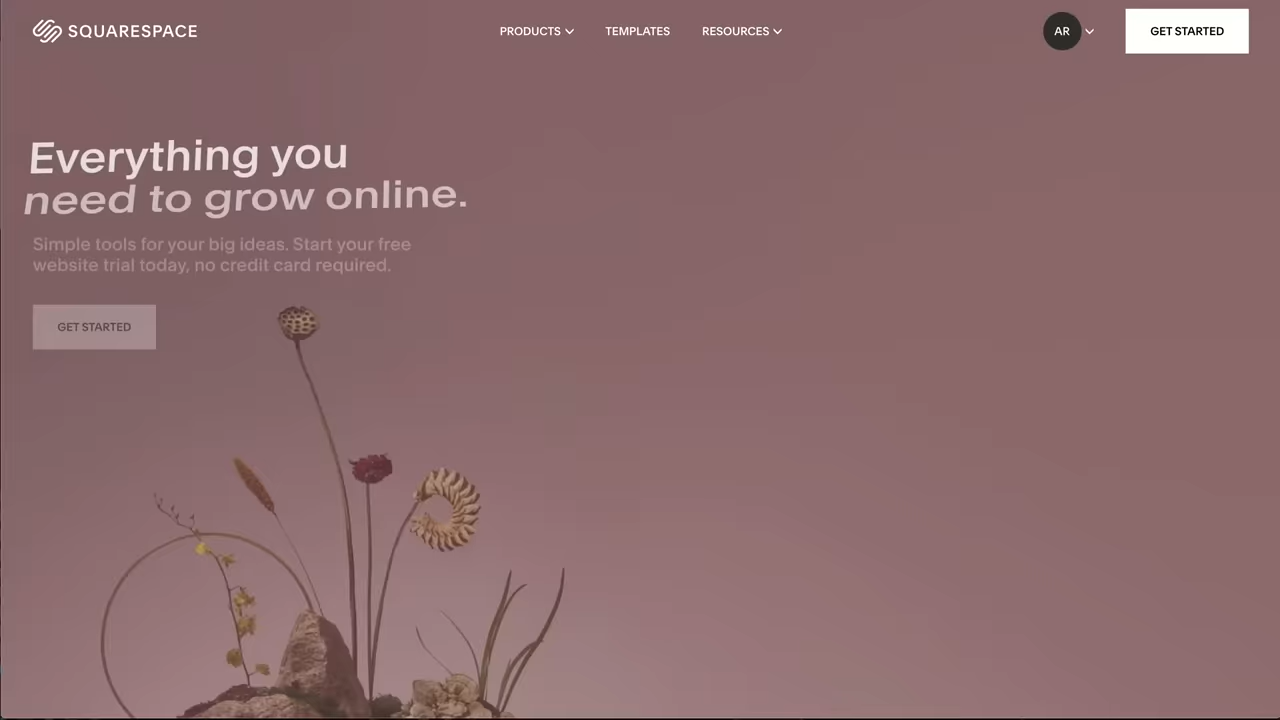 SQUARESPACE
PRODUCTS
TEMPLATES
RESOURCES
AR
GET STARTED
Everything you
need to grow online.
Simple tools for your big ideas. Start your free
website trial today, no credit card required.
GET STARTED